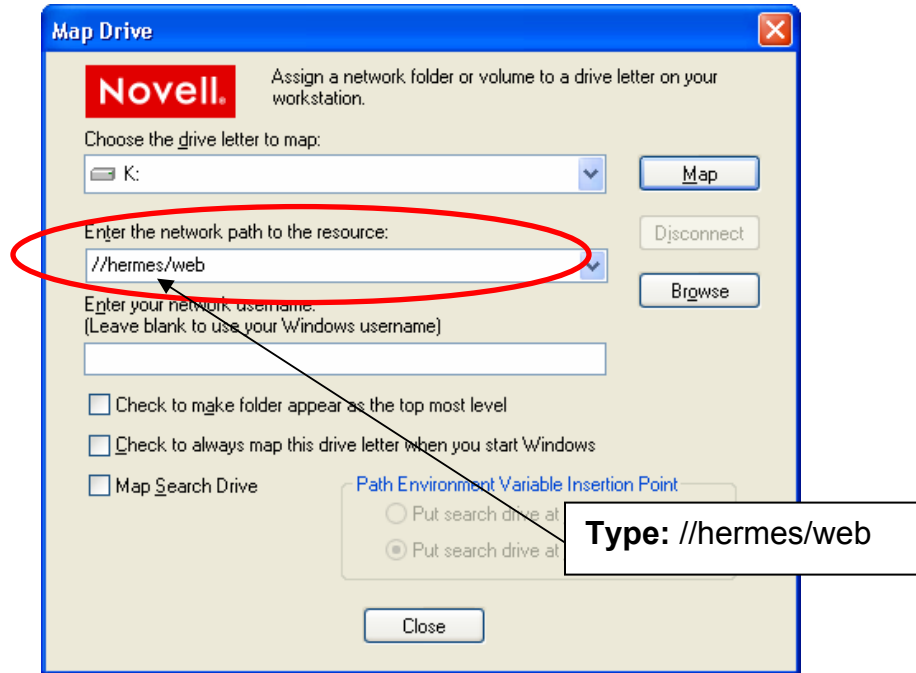 Map Drive
Novell.
Assign a network folder or volume to a drive letter on your
workstation.
Choose the drive letter to map:
K:
Map
Enter the network path to the resource:
Disconnect
//hermes/web
Browse
Enter your network username.
(Leave blank to use your Windows username)
Check to make folder appear as the top most level
Check to always map this drive letter when you start Windows
Map Search Drive
Path Environment Variable Insertion Point
Put search drive at
Put search drive at
Type: //hermes/web
Close